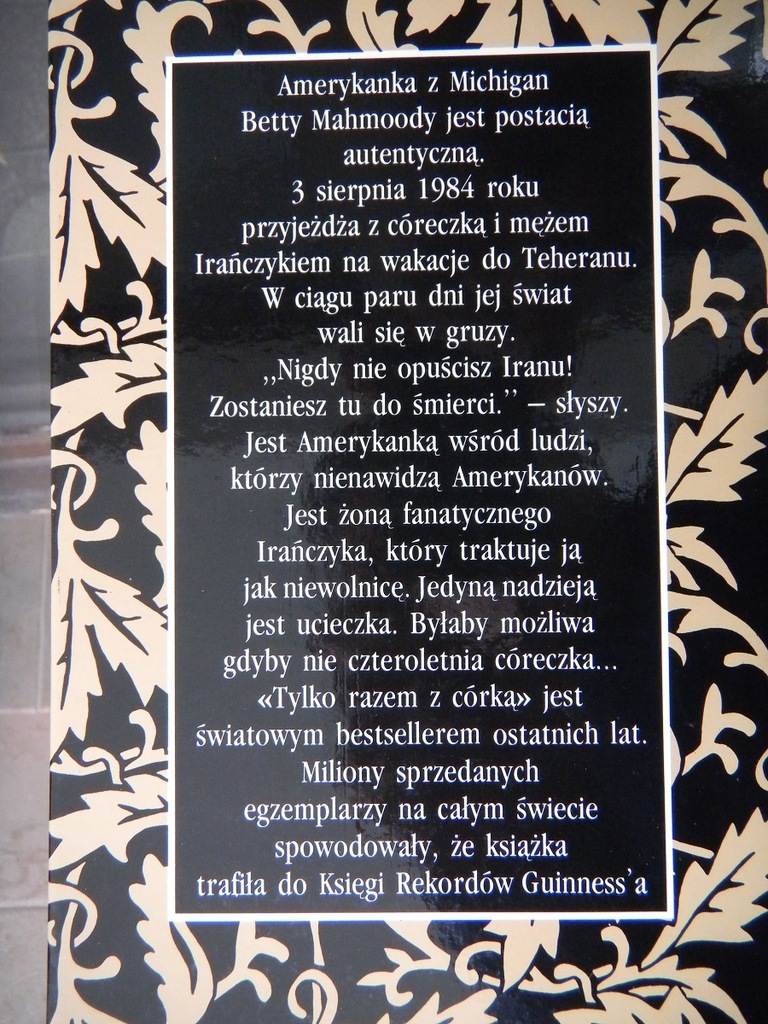 Amerykanka z Michigan
Betty Mahmoody jest postacią
autentyczną.
3 sierpnia 1984 roku
przyjeżdża z córeczką i mężem
Irańczykiem na wakacje do Teheranu.
W ciągu paru dni jej świat
wali się w gruzy.
,,Nigdy nie opuścisz Iranu!
Zostaniesz tu do śmierci.’’ – słyszy.
Jest Amerykanką wśród ludzi,
którzy nienawidzą Amerykanów.
Jest żoną fanatycznego
Irańczyka, który traktuje ją
jak niewolnicę. Jedyną nadzieją
jest ucieczka. Byłaby możliwa
gdyby nie czteroletnia córeczka...
«Tylko razem z córką» jest
światowym bestsellerem ostatnich lat.
Miliony sprzedanych
egzemplarzy na całym świecie
spowodowały, że książka
trafiła do Księgi Rekordów Guinness’a